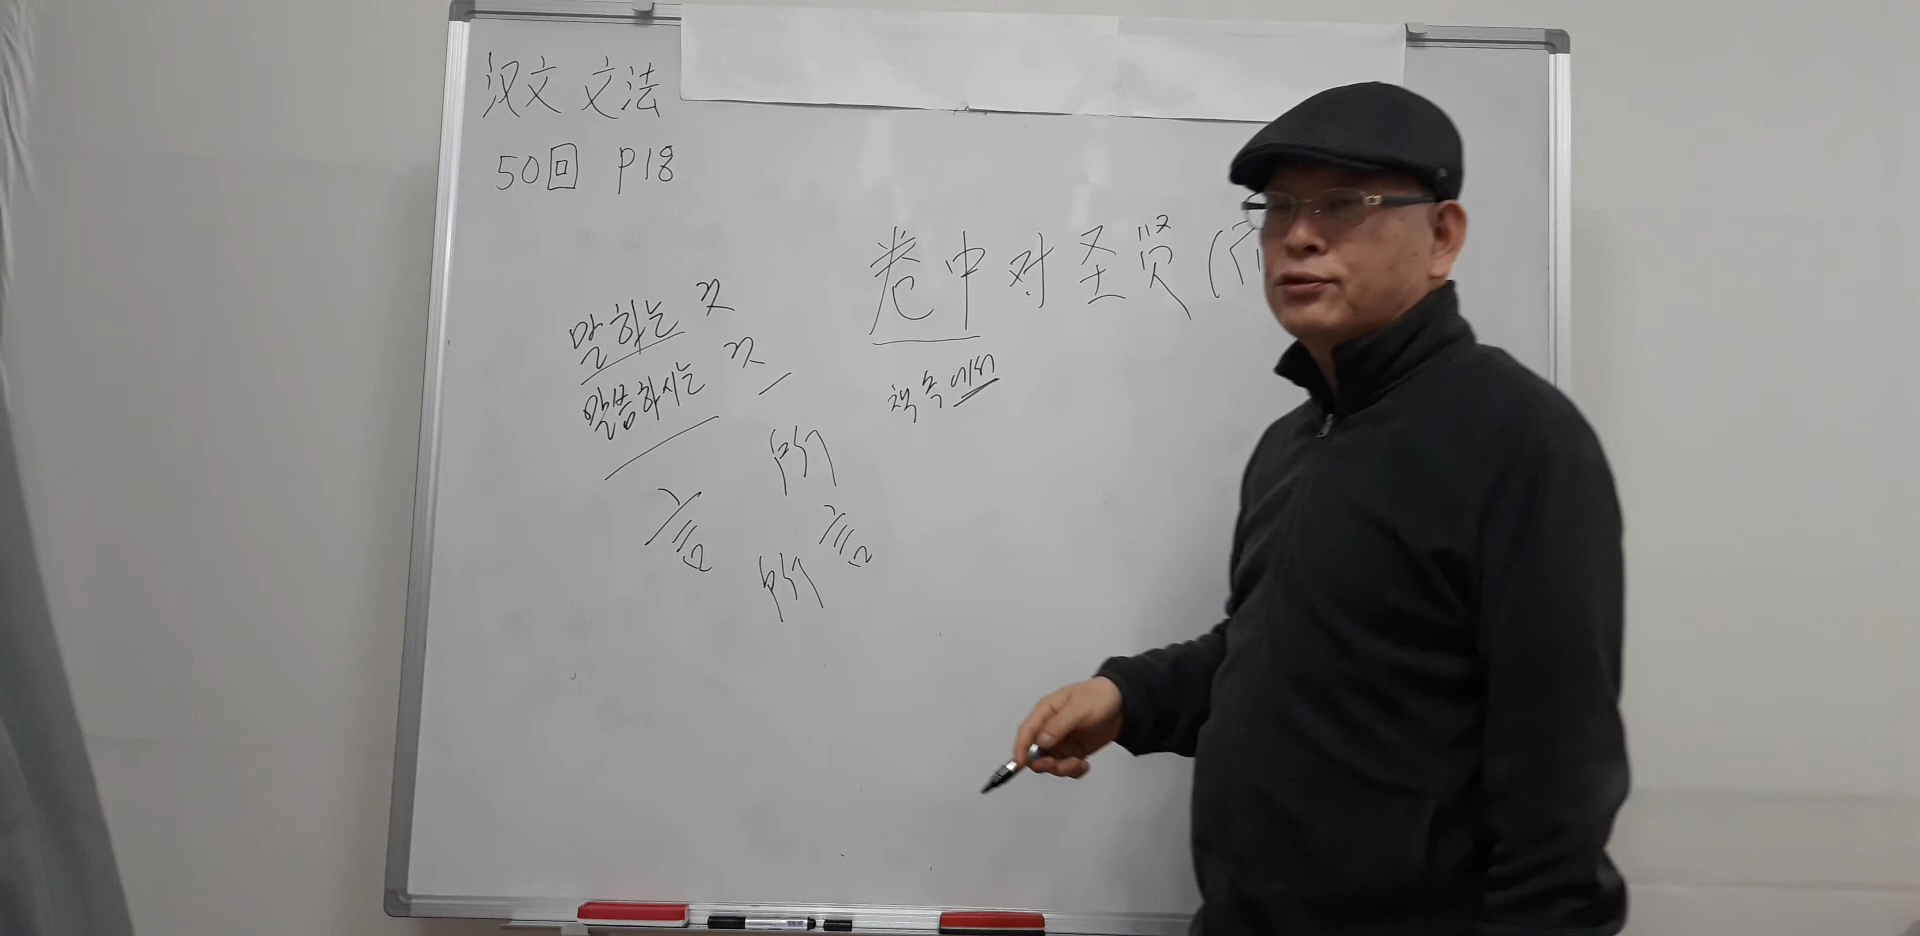 汉文 文法
50回 P18
卷中对圣贤(
책속에서
말하는 것
말씀하시는 것
所
言 言
所